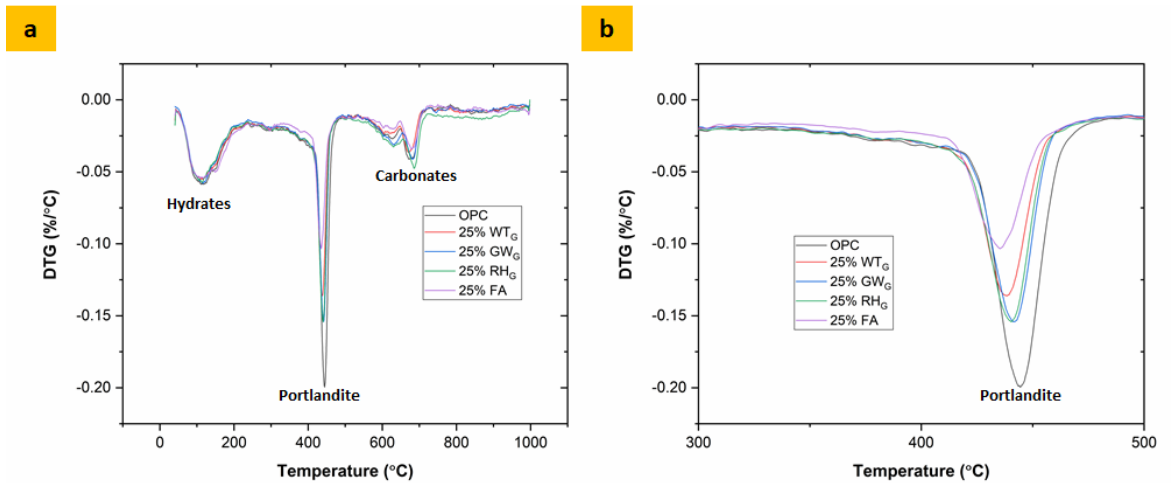 a
b
0.00
-0.05
-0.10
-0.15
-0.20
DTG (%/°C)
0
200
400
600
800
1000
Temperature (°C)
Hydrates
Carbonates
Portlandite
OPC
25% WTG
25% GWG
25% RHG
25% FA
0.00
-0.05
-0.10
-0.15
-0.20
DTG (%/°C)
300
400
500
Temperature (°C)
OPC
25% WTG
25% GWG
25% RHG
25% FA
Portlandite